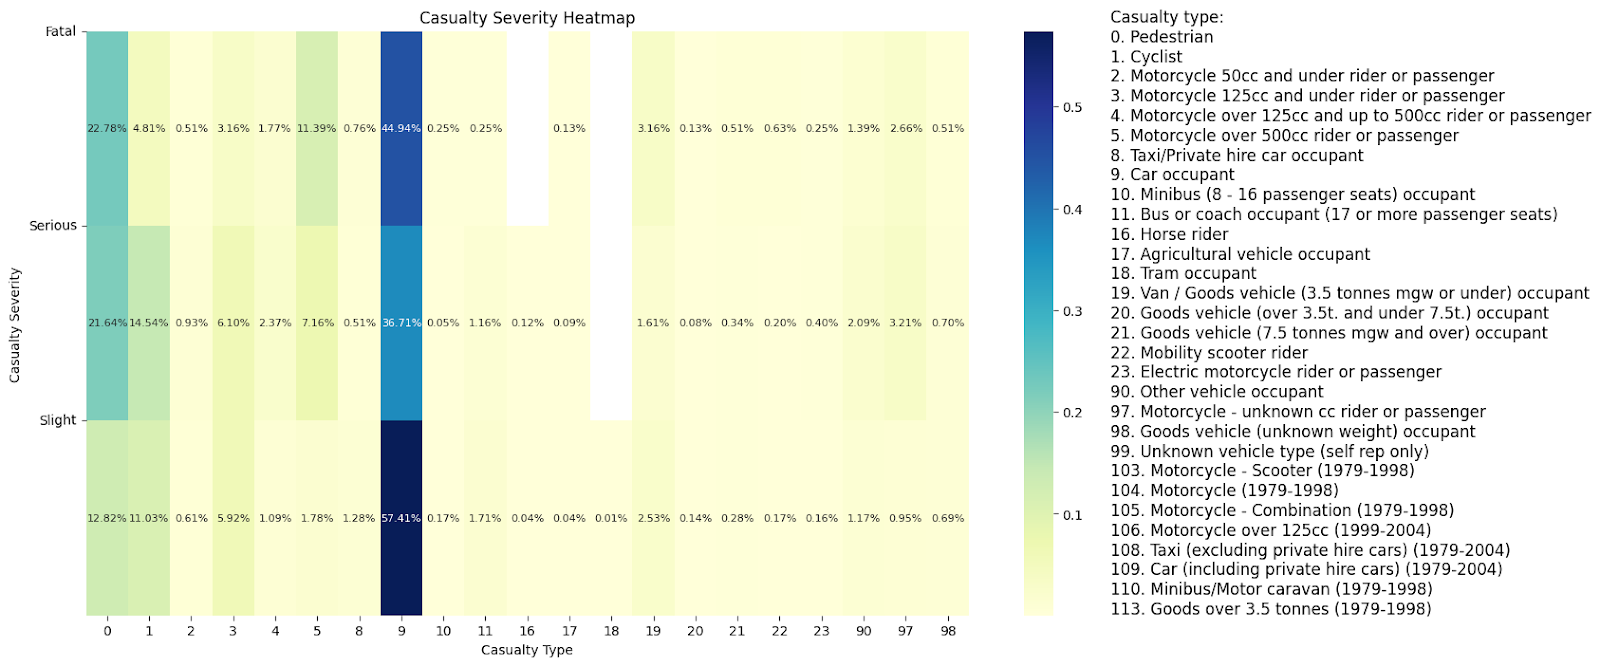 Casualty Severity Heatmap
Casualty Severity
Fatal
22.78% 4.81% 0.51% 3.16% 1.77% 11.39% 0.76% 44.94% 0.25% 0.25% 0.13% 3.16% 0.13% 0.51% 0.63% 0.25% 1.39% 2.66% 0.51%
Serious
21.64% 14.54% 0.93% 6.10% 2.37% 7.16% 0.51% 36.71% 0.05% 1.16% 0.12% 0.09% 1.61% 0.08% 0.34% 0.20% 0.40% 2.09% 3.21% 0.70%
Slight
12.82% 11.03% 0.61% 5.92% 1.09% 1.78% 1.28% 57.41% 0.17% 1.71% 0.04% 0.04% 0.01% 2.53% 0.14% 0.28% 0.17% 0.16% 1.17% 0.95% 0.69%
0 1 2 3 4 5 8 9 10 11 16 17 18 19 20 21 22 23 90 97 98
Casualty Type
0.5
0.4
0.3
0.2
0.1
Casualty type:
0. Pedestrian
1. Cyclist
2. Motorcycle 50cc and under rider or passenger
3. Motorcycle 125cc and under rider or passenger
4. Motorcycle over 125cc and up to 500cc rider or passenger
5. Motorcycle over 500cc rider or passenger
8. Taxi/Private hire car occupant
9. Car occupant
10. Minibus (8 - 16 passenger seats) occupant
11. Bus or coach occupant (17 or more passenger seats)
16. Horse rider
17. Agricultural vehicle occupant
18. Tram occupant
19. Van / Goods vehicle (3.5 tonnes mgw or under) occupant
20. Goods vehicle (over 3.5t. and under 7.5t.) occupant
21. Goods vehicle (7.5 tonnes mgw and over) occupant
22. Mobility scooter rider
23. Electric motorcycle rider or passenger
90. Other vehicle occupant
97. Motorcycle - unknown cc rider or passenger
98. Goods vehicle (unknown weight) occupant
99. Unknown vehicle type (self rep only)
103. Motorcycle - Scooter (1979-1998)
104. Motorcycle (1979-1998)
105. Motorcycle - Combination (1979-1998)
106. Motorcycle over 125cc (1999-2004)
108. Taxi (excluding private hire cars) (1979-2004)
109. Car (including private hire cars) (1979-2004)
110. Minibus/Motor caravan (1979-1998)
113. Goods over 3.5 tonnes (1979-1998)